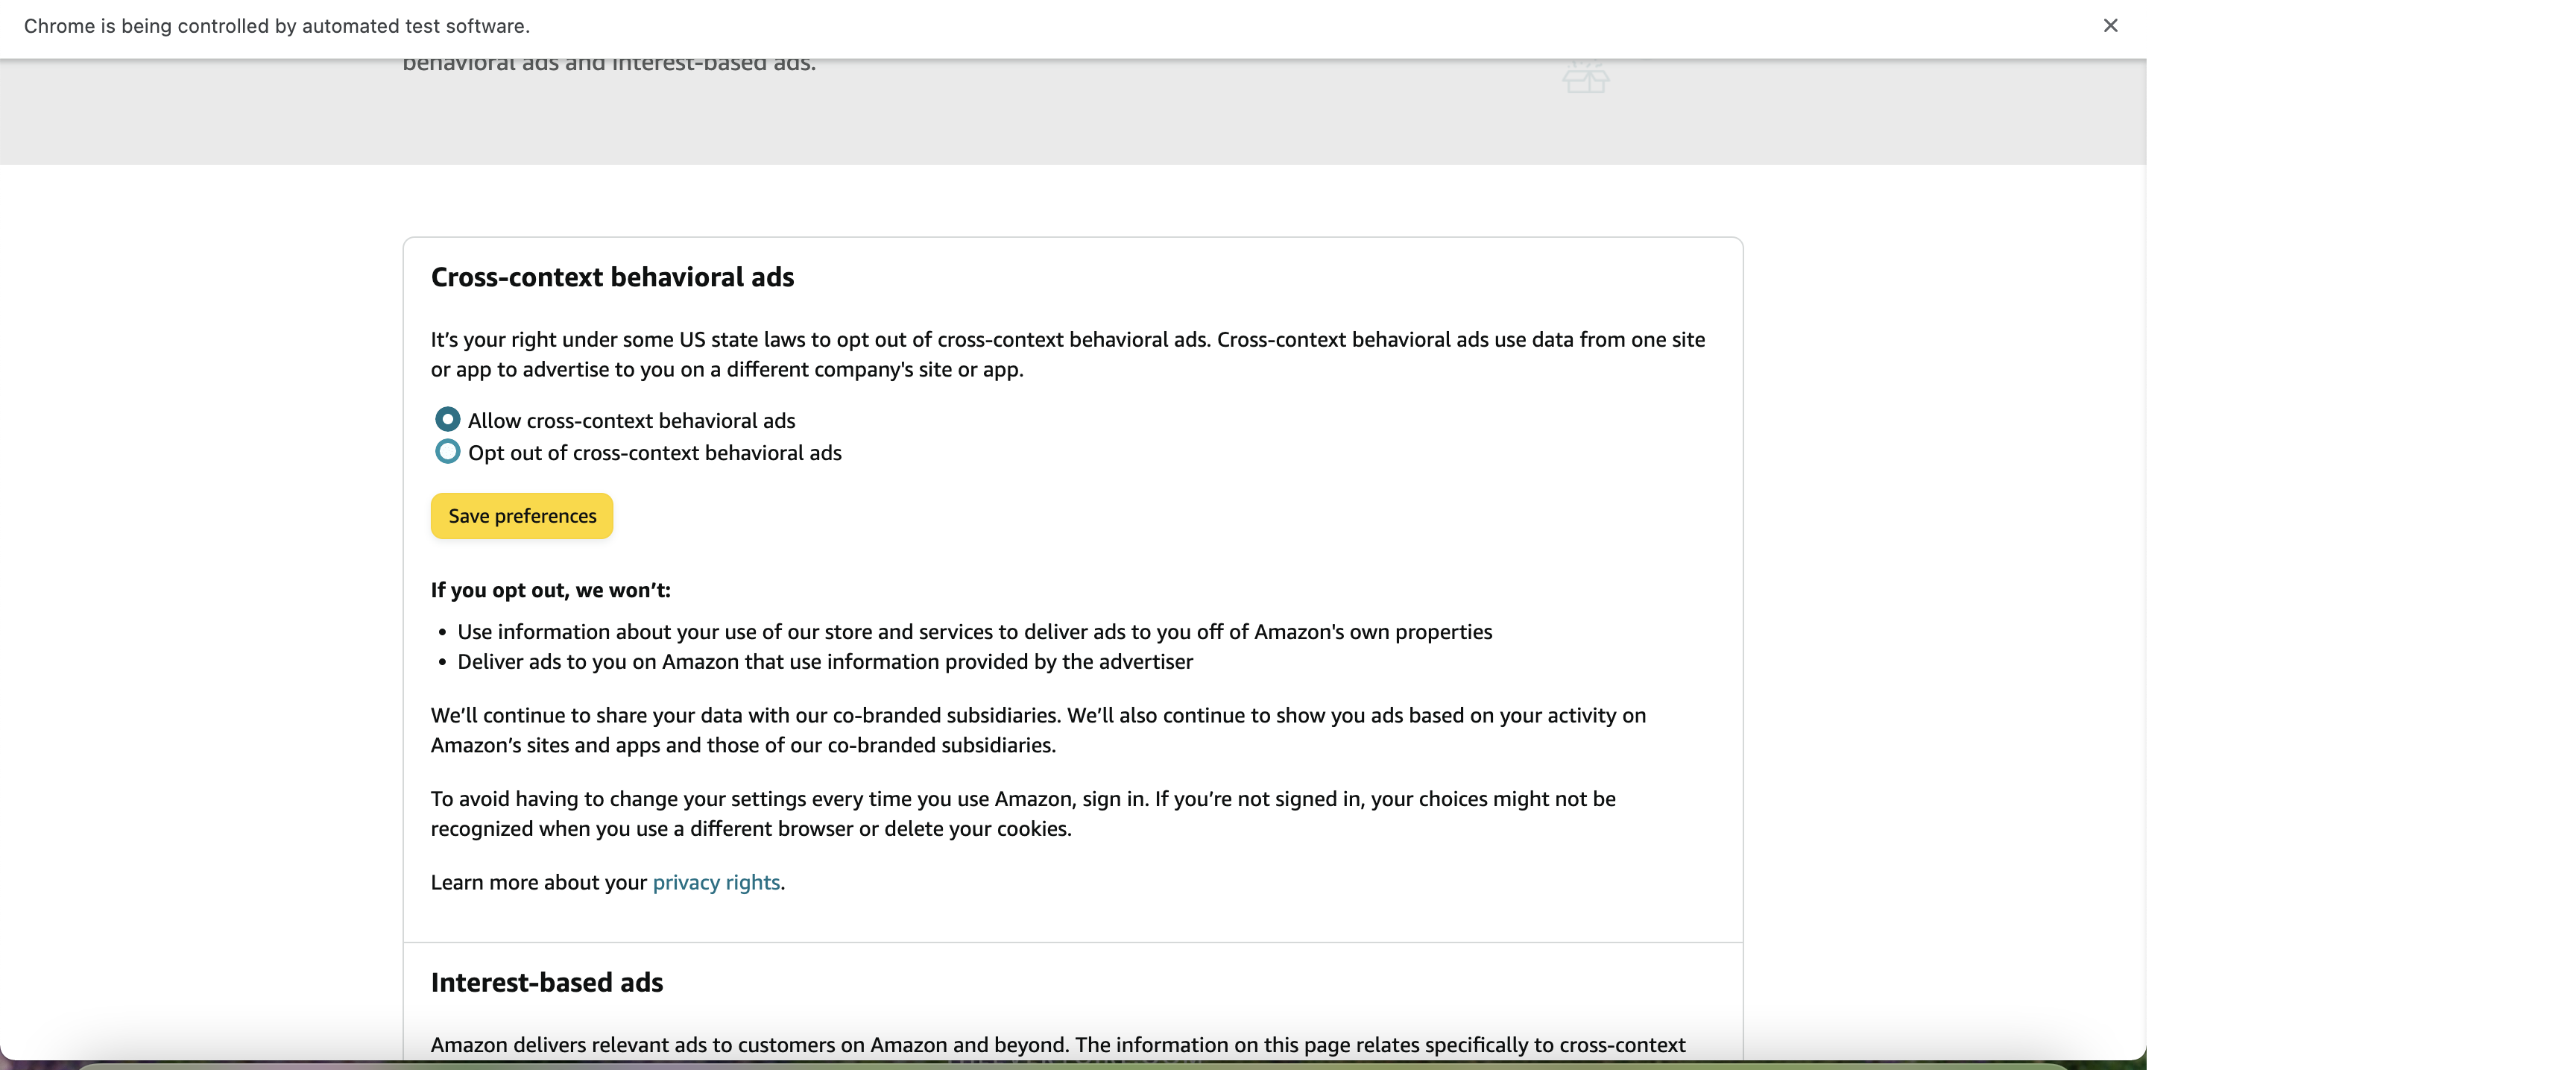 Chrome is being controlled by automated test software.
behavioral ads and interest-based ads.
Cross-context behavioral ads
It’s your right under some US state laws to opt out of cross-context behavioral ads. Cross-context behavioral ads use data from one site
or app to advertise to you on a different company's site or app.
Allow cross-context behavioral ads
Opt out of cross-context behavioral ads
Save preferences
If you opt out, we won’t:
• Use information about your use of our store and services to deliver ads to you off of Amazon's own properties
• Deliver ads to you on Amazon that use information provided by the advertiser
We’ll continue to share your data with our co-branded subsidiaries. We’ll also continue to show you ads based on your activity on
Amazon’s sites and apps and those of our co-branded subsidiaries.
To avoid having to change your settings every time you use Amazon, sign in. If you’re not signed in, your choices might not be
recognized when you use a different browser or delete your cookies.
Learn more about your privacy rights.
Interest-based ads
Amazon delivers relevant ads to customers on Amazon and beyond. The information on this page relates specifically to cross-context